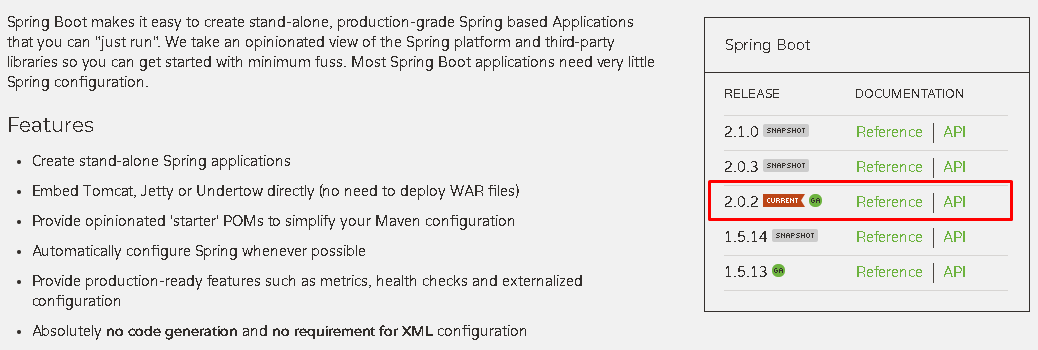 Spring Boot makes it easy to create stand-alone, production-grade Spring based Applications
that you can "just run". We take an opinionated view of the Spring platform and third-party
libraries so you can get started with minimum fuss. Most Spring Boot applications need very little
Spring configuration.
Features
• Create stand-alone Spring applications
• Embed Tomcat, Jetty or Undertow directly (no need to deploy WAR files)
• Provide opinionated 'starter' POMs to simplify your Maven configuration
• Automatically configure Spring whenever possible
• Provide production-ready features such as metrics, health checks and externalized
configuration
• Absolutely no code generation and no requirement for XML configuration
Spring Boot
RELEASE DOCUMENTATION
2.1.0 SNAPSHOT Reference | API
2.0.3 SNAPSHOT Reference | API
2.0.2 CURRENT GA Reference | API
1.5.14 SNAPSHOT Reference | API
1.5.13 GA Reference | API